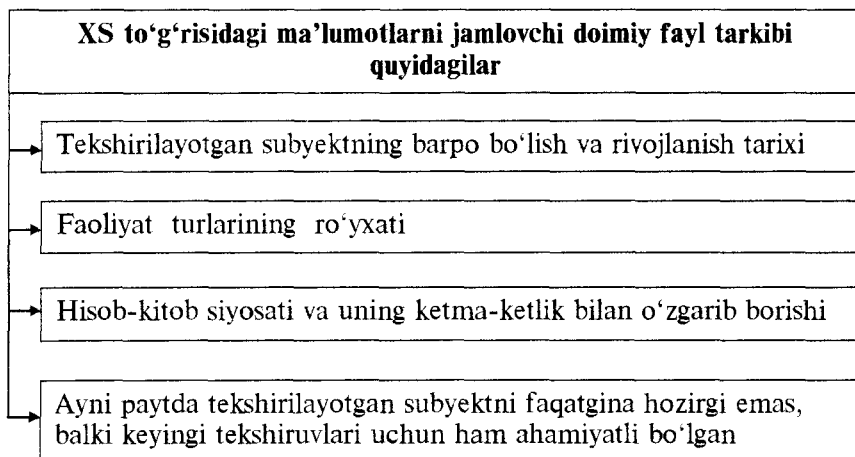 XS to‘g‘risidagi ma’lumotlarni jamlovchi doimiy fayl tarkibi
quyidagilar
Tekshirilayotgan subyektning barpo bo‘lish va rivojlanish tarixi
Faoliyat turlarining ro‘yxati
Hisob-kitob siyosati va uning ketma-ketlik bilan o‘zgarib borishi
Ayni paytda tekshirilayotgan subyektni faqatgina hozirgi emas,
balki keyingi tekshiruvlari uchun ham ahamiyatli bo‘lgan